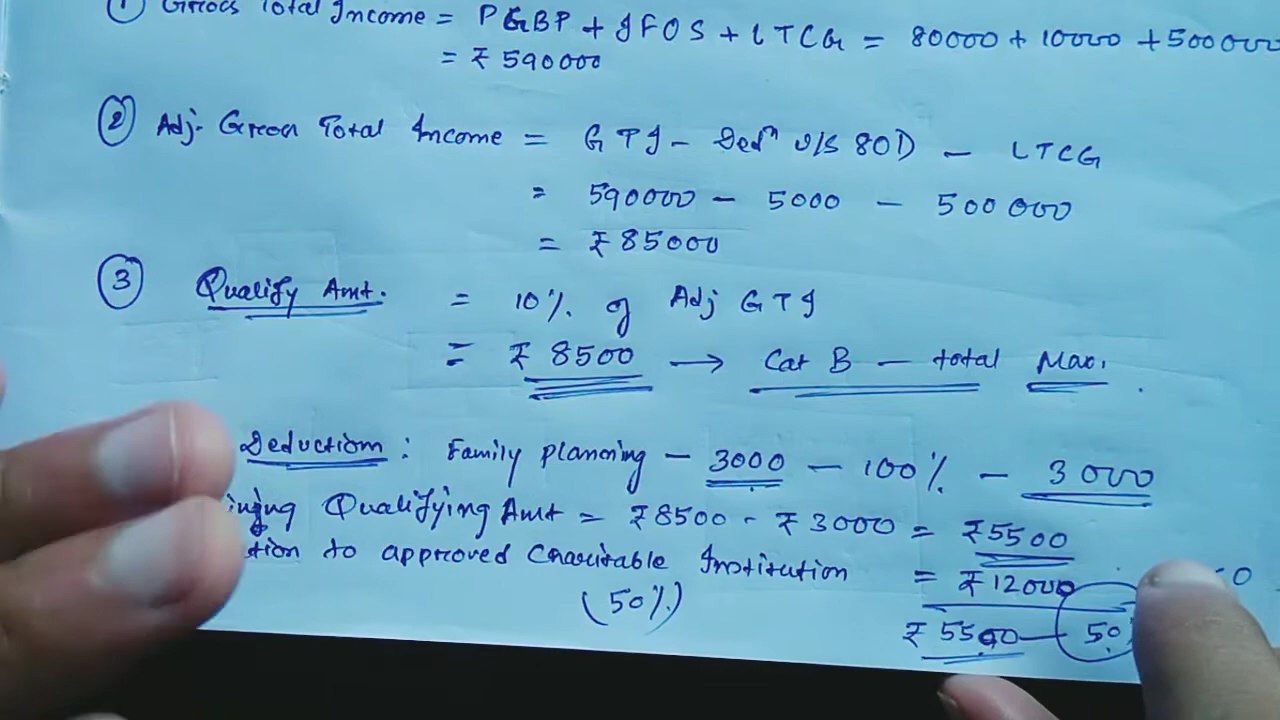 ① Gross Total Income = PGBP + IFOS + LTCG = 80000 + 10000 + 500000
= ₹ 590000
② Adj. Gross Total Income = GTI - Dedⁿ u/s 80D - LTCG
= 590000 - 5000 - 500000
= ₹ 85000
③ Qualify Amt. = 10% of Adj GTI
= ₹ 8500 → Cat B - total Max.
Deduction : Family planning - 3000 - 100% - 3000
Qualifying Amt = ₹8500 - ₹3000 = ₹5500
to approved Charitable Institution = ₹12000
(50%) ₹5500 - 50